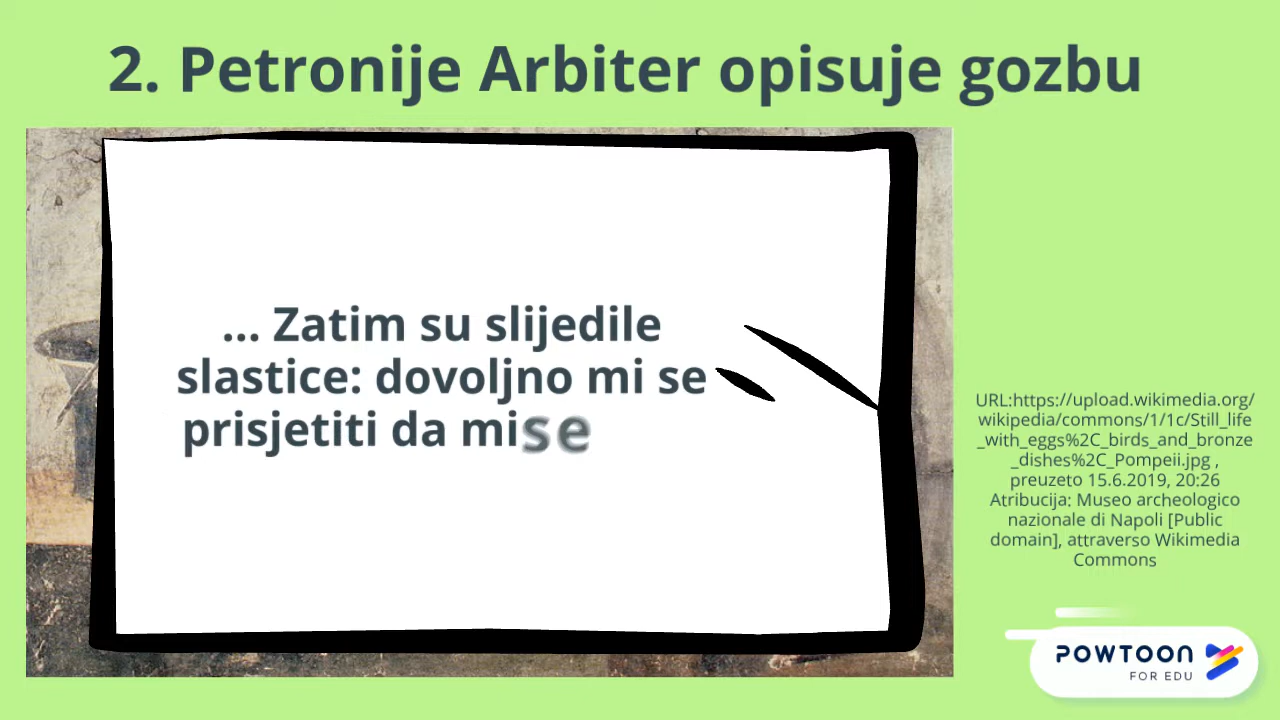 2. Petronije Arbiter opisuje gozbu
... Zatim su slijedile
slastice: dovoljno mi se
prisjetiti da mi se
URL:https://upload.wikimedia.org/
wikipedia/commons/1/1c/Still_life
_with_eggs%2C_birds_and_bronze
_dishes%2C_Pompeii.jpg ,
preuzeto 15.6.2019, 20:26
Atribucija: Museo archeologico
nazionale di Napoli [Public
domain], attraverso Wikimedia
Commons
POWTOON
FOR EDU